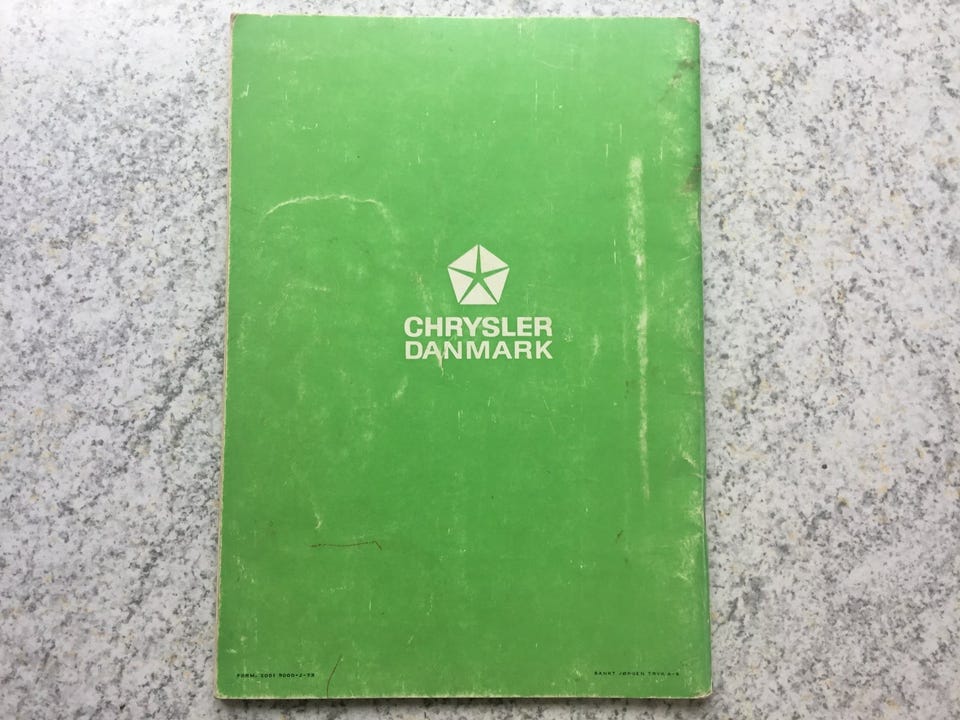 CHRYSLER
DANMARK
FORM. 2001 9000-2-73
SANKT JØRGEN TRYK A-S